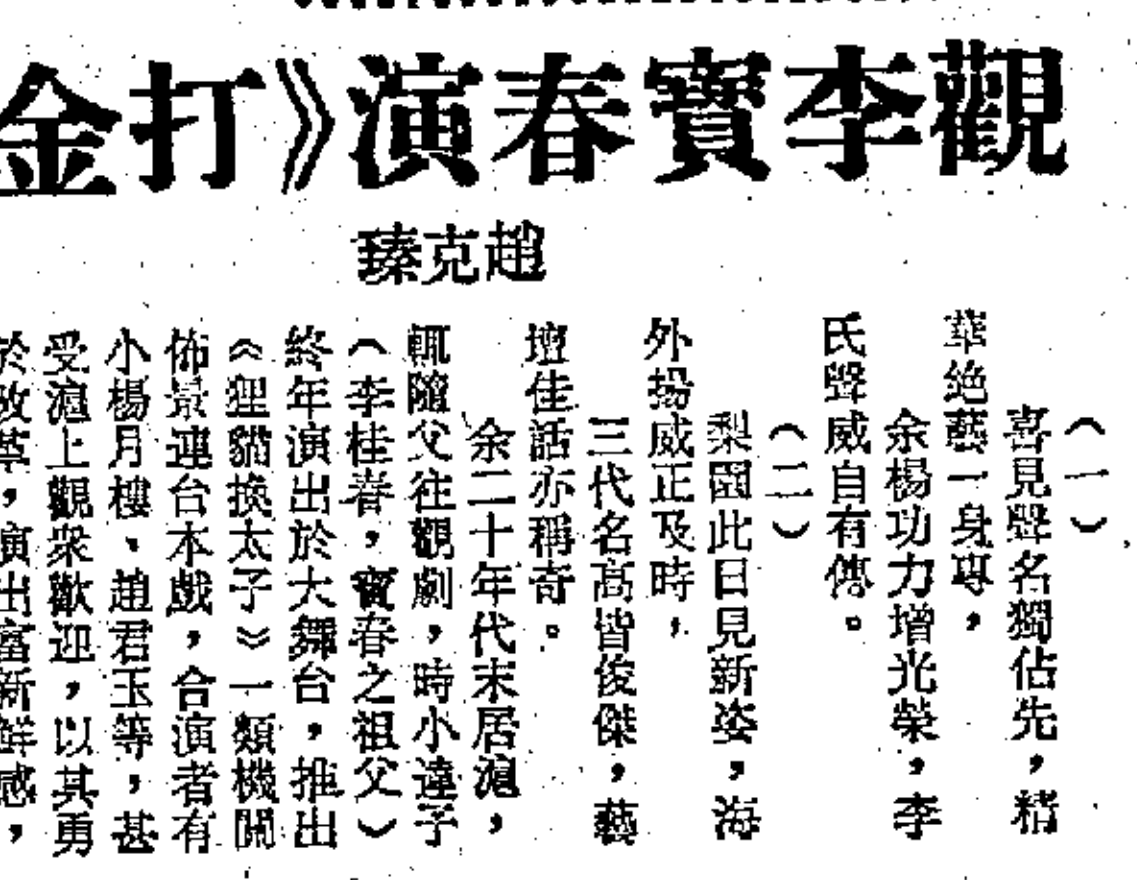 觀李寶春演《打金
趙克臻
（一）
喜見聲名獨佔先，精
華絶藝一身專，
余楊功力增光榮，李
氏聲威自有傳。
（二）
梨園此日見新姿，海
外揚威正及時，
三代名高皆俊傑，藝
壇佳話亦稱奇。
余二十年代末居滬，
輒隨父往觀劇，時小達子
（李桂春，寶春之祖父）
終年演出於大舞台，推出
《狸貓換太子》一類機關
佈景連台本戲，合演者有
小楊月樓、趙君玉等，甚
受滬上觀衆歡迎，以其勇
於改革，演出富新鮮感，